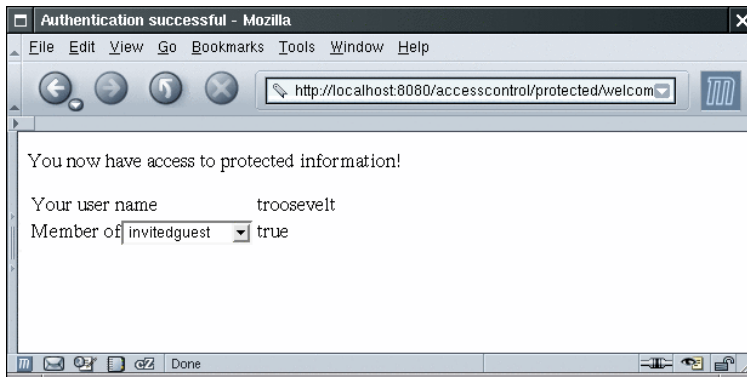 Authentication successful - Mozilla
File Edit View Go Bookmarks Tools Window Help
http://localhost:8080/accesscontrol/protected/welcom
You now have access to protected information!
Your user name troosevelt
Member of invitedguest true
Done